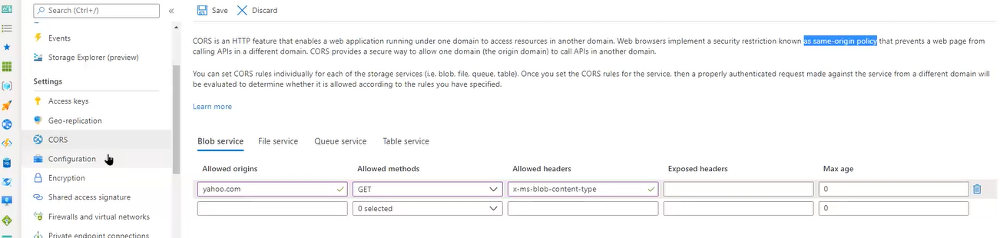 Search (Ctrl+/)
«
Save
Discard
Events
Storage Explorer (preview)
Settings
Access keys
Geo-replication
CORS
Configuration
Encryption
Shared access signature
Firewalls and virtual networks
Private endpoint connections
CORS is an HTTP feature that enables a web application running under one domain to access resources in another domain. Web browsers implement a security restriction known as same-origin policy that prevents a web page from
calling APIs in a different domain. CORS provides a secure way to allow one domain (the origin domain) to call APIs in another domain.
You can set CORS rules individually for each of the storage services (i.e. blob, file, queue, table). Once you set the CORS rules for the service, then a properly authenticated request made against the service from a different domain will
be evaluated to determine whether it is allowed according to the rules you have specified.
Learn more
Blob service File service Queue service Table service
Allowed origins Allowed methods Allowed headers Exposed headers Max age
yahoo.com GET x-ms-blob-content-type 0
0 selected 0